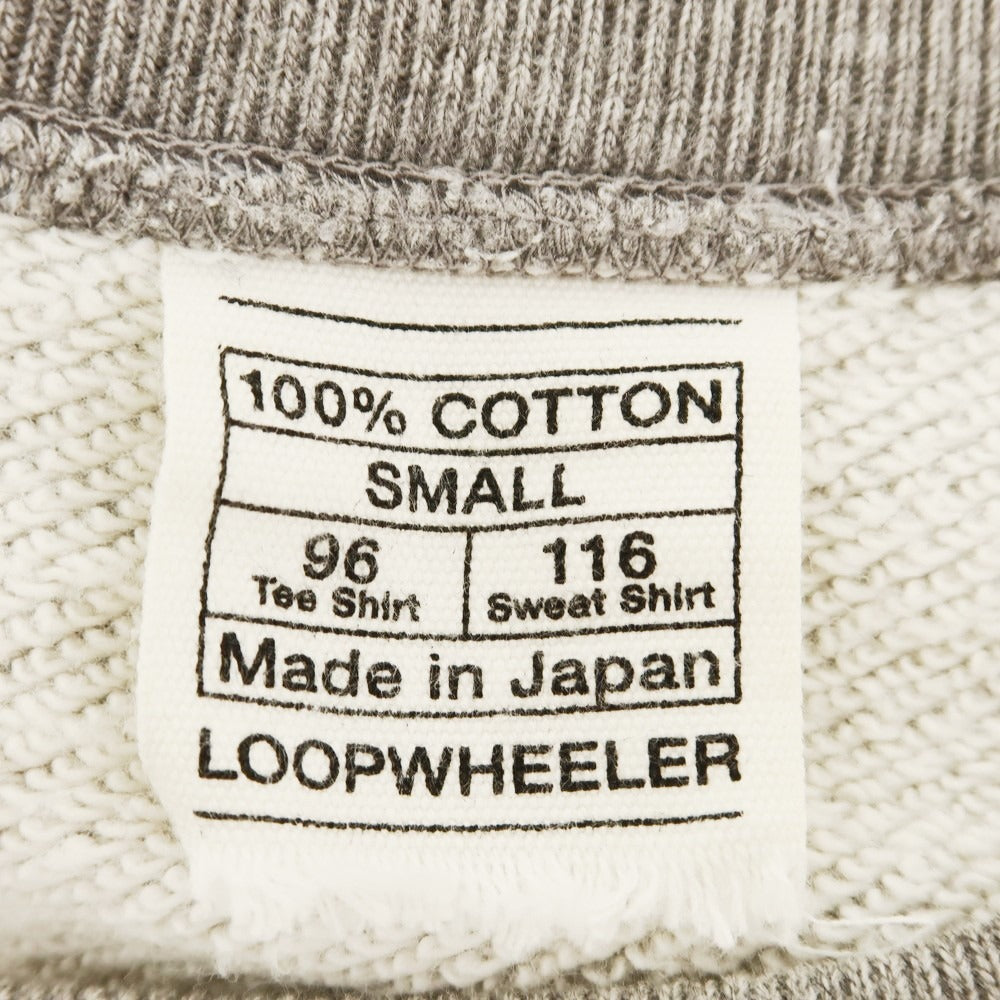 100% COTTON
SMALL
96 116
Tee Shirt Sweat Shirt
Made in Japan
LOOPWHEELER